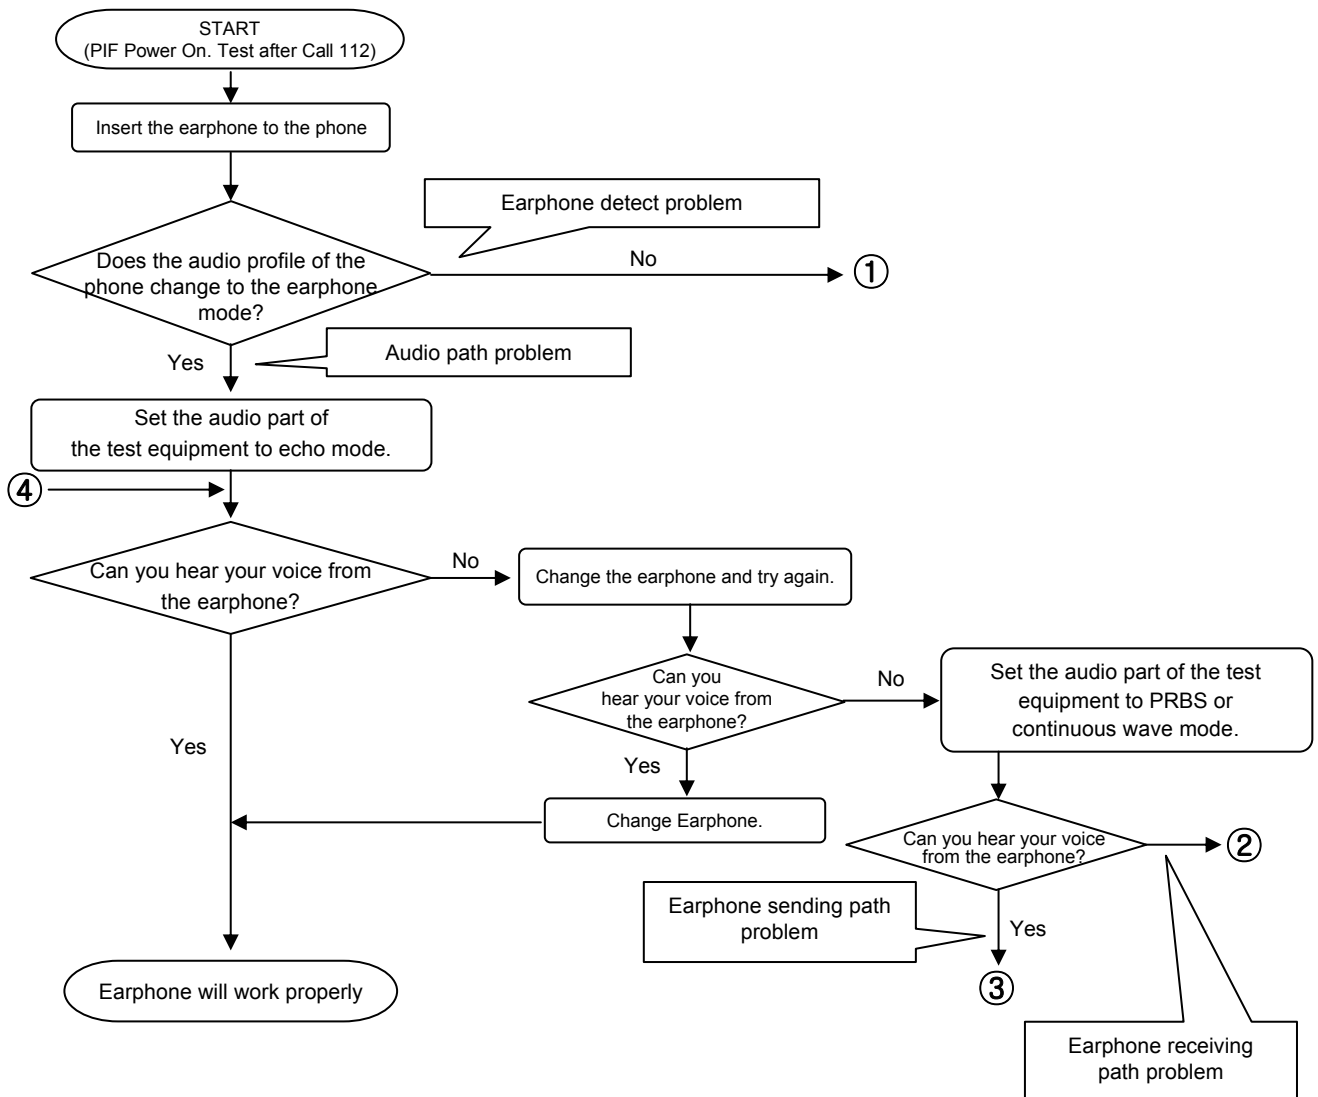 START
(PIF Power On. Test after Call 112)
Insert the earphone to the phone
Earphone detect problem
Does the audio profile of the
phone change to the earphone
mode?
No
①
Yes
Audio path problem
Set the audio part of
the test equipment to echo mode.
④
Can you hear your voice from
the earphone?
No
Change the earphone and try again.
Can you
hear your voice from
the earphone?
No
Set the audio part of the test
equipment to PRBS or
continuous wave mode.
Yes
Yes
Change Earphone.
Can you hear your voice
from the earphone?
②
Earphone sending path
problem
Yes
③
Earphone will work properly
Earphone receiving
path problem